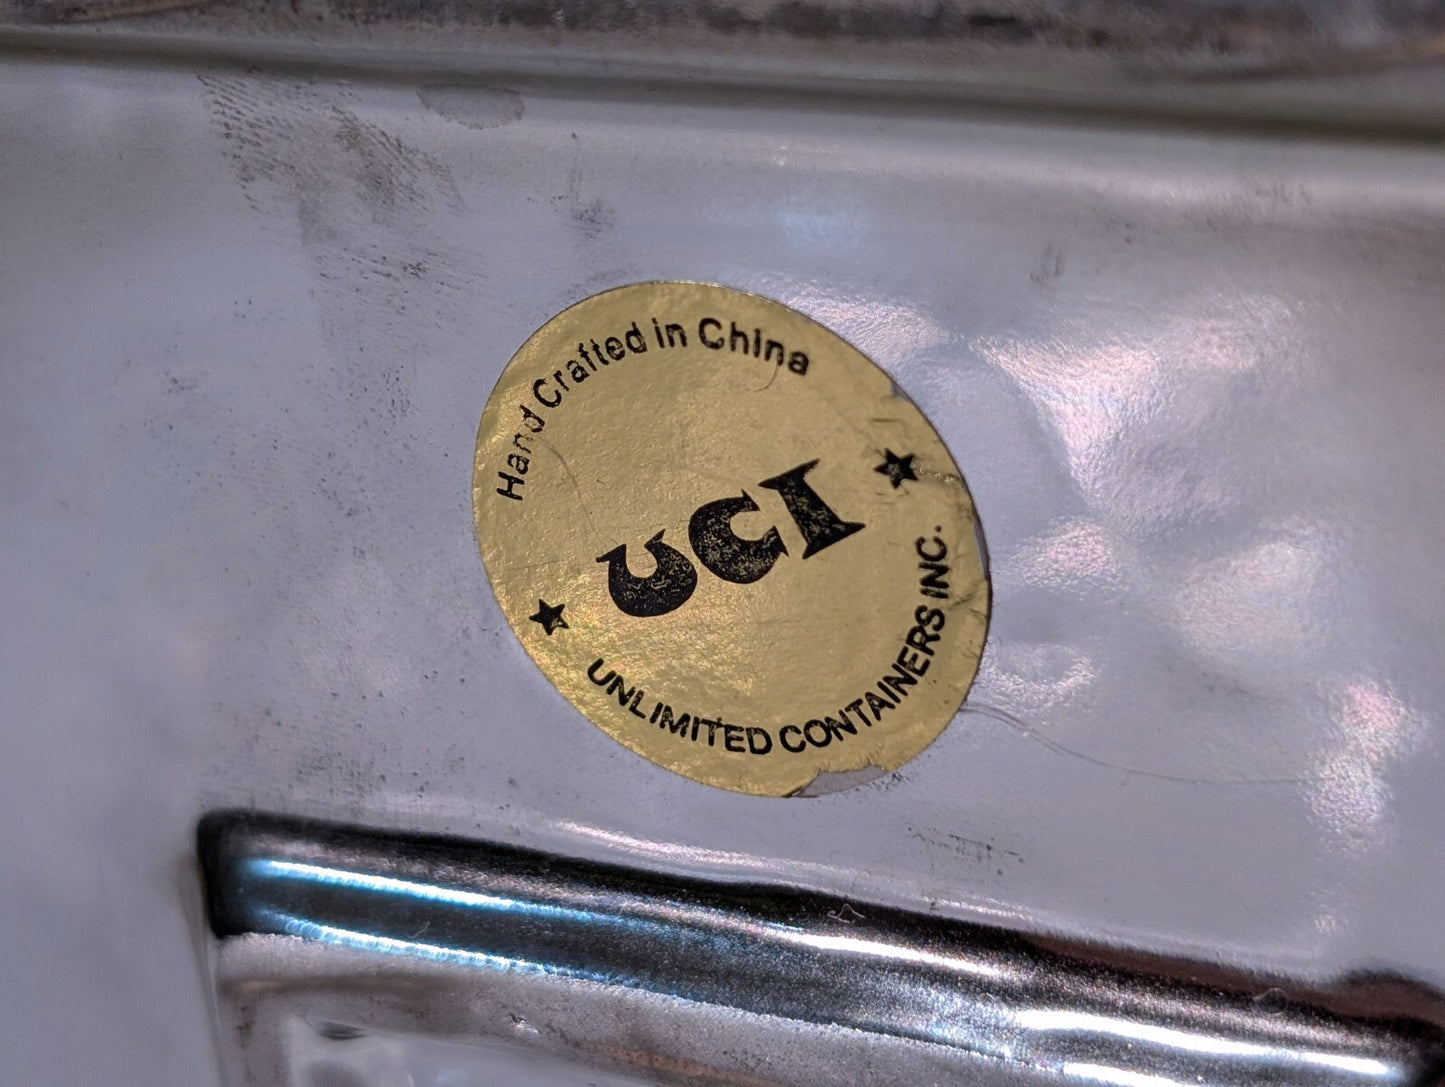 Hand Crafted in China
UCI
UNLIMITED CONTAINERS INC.